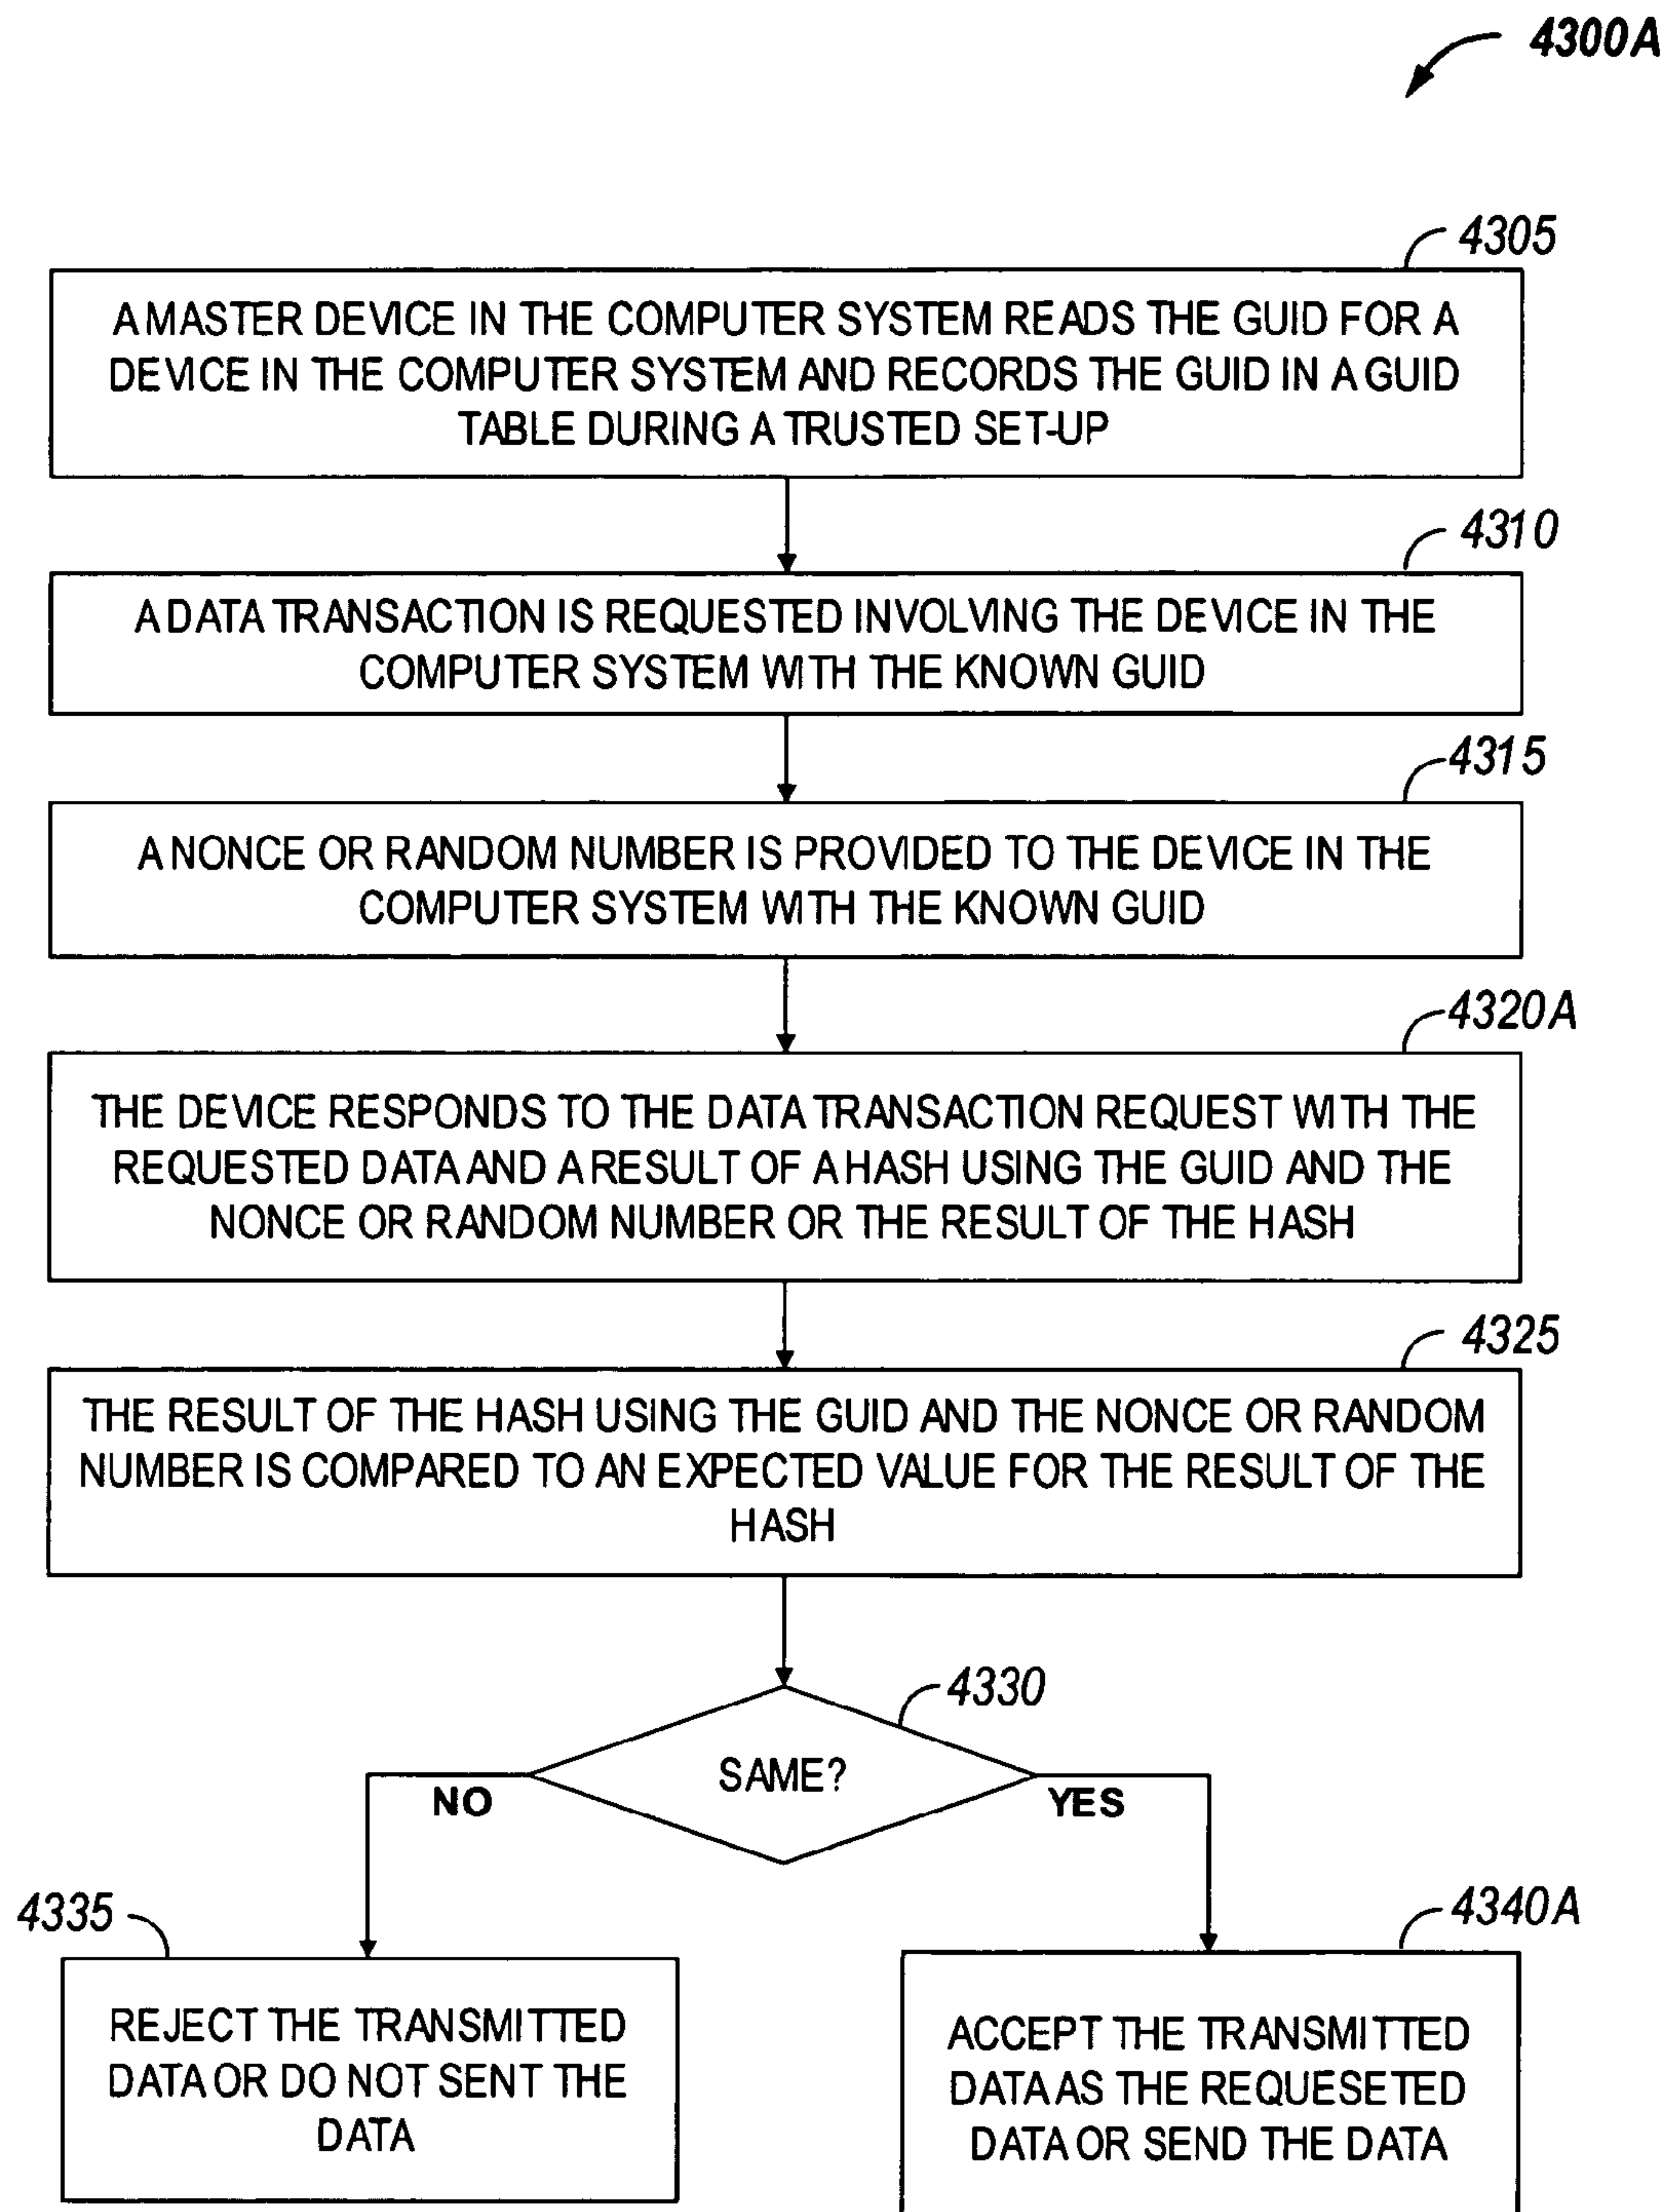 4300A
4305
A MASTER DEVICE IN THE COMPUTER SYSTEM READS THE GUID FOR A
DEVICE IN THE COMPUTER SYSTEM AND RECORDS THE GUID IN A GUID
TABLE DURING A TRUSTED SET-UP
4310
A DATA TRANSACTION IS REQUESTED INVOLVING THE DEVICE IN THE
COMPUTER SYSTEM WITH THE KNOWN GUID
4315
A NONCE OR RANDOM NUMBER IS PROVIDED TO THE DEVICE IN THE
COMPUTER SYSTEM WITH THE KNOWN GUID
4320A
THE DEVICE RESPONDS TO THE DATA TRANSACTION REQUEST WITH THE
REQUESTED DATA AND A RESULT OF A HASH USING THE GUID AND THE
NONCE OR RANDOM NUMBER OR THE RESULT OF THE HASH
4325
THE RESULT OF THE HASH USING THE GUID AND THE NONCE OR RANDOM
NUMBER IS COMPARED TO AN EXPECTED VALUE FOR THE RESULT OF THE
HASH
4330
SAME?
NO
YES
4335
REJECT THE TRANSMITTED
DATA OR DO NOT SENT THE
DATA
4340A
ACCEPT THE TRANSMITTED
DATA AS THE REQUESETED
DATA OR SEND THE DATA